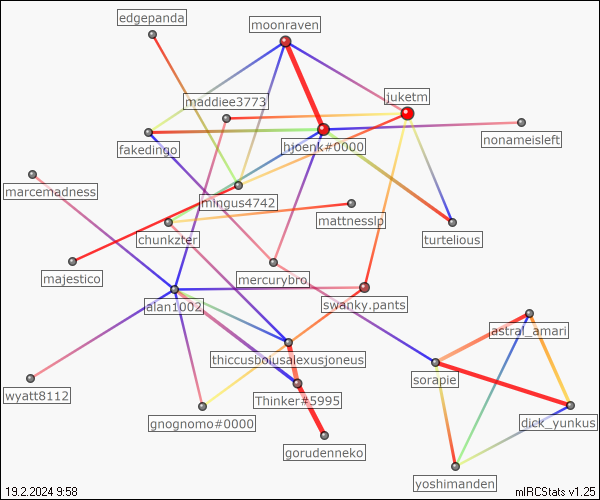 edgepanda
moonraven
maddiee3773
juketm
fakedingo
hjoenk#0000
nonameisleft
marcemadness
mingus4742
mattnesslp
chunkzter
turtelious
majestico
mercurybro
alan1002
swanky.pants
astral_amari
thiccusboiusalexusjoneus
sorapie
wyatt8112
Thinker#5995
gnognomo#0000
dick_yunkus
gorudenneko
yoshimanden
19.2.2024 9:58
mIRCStats v1.25